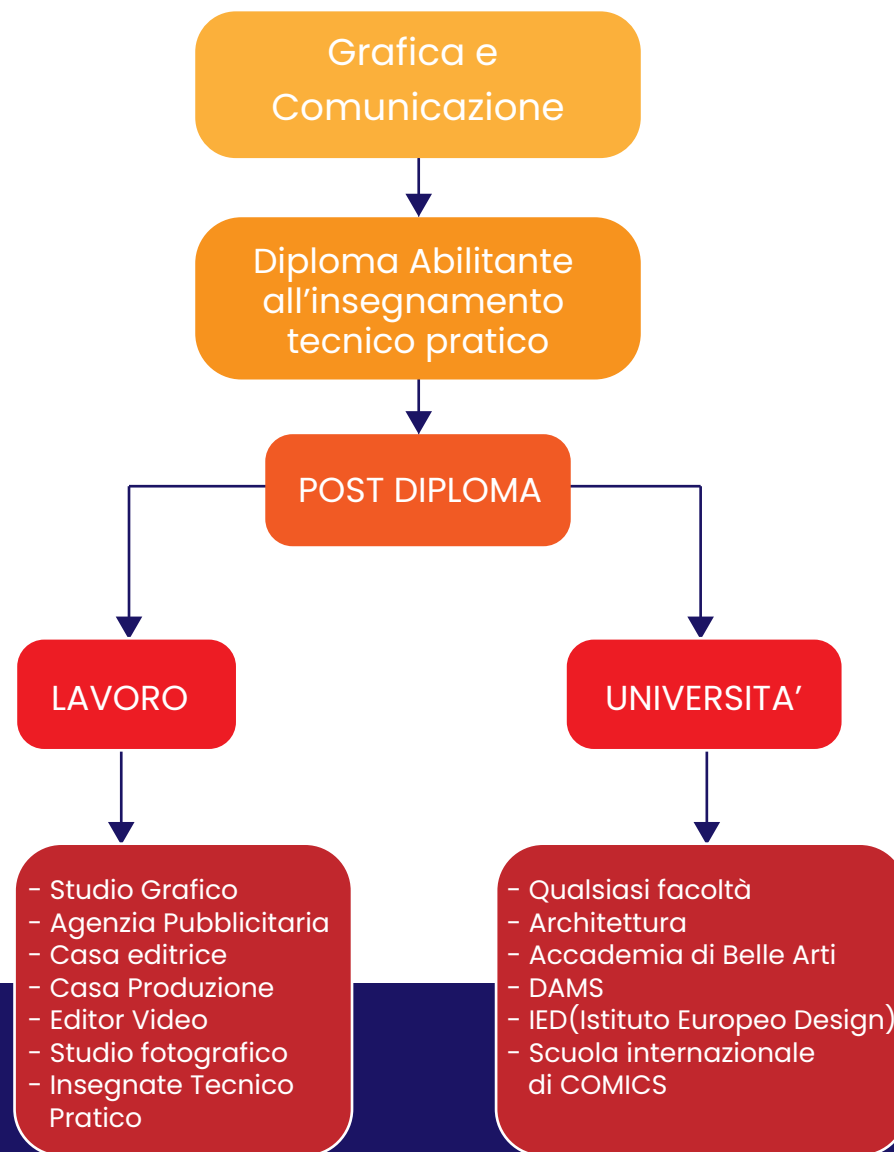 Grafica e
Comunicazione
Diploma Abilitante
all’insegnamento
tecnico pratico
POST DIPLOMA
LAVORO
UNIVERSITA’
- Studio Grafico
- Agenzia Pubblicitaria
- Casa editrice
- Casa Produzione
- Editor Video
- Studio fotografico
- Insegnate Tecnico
Pratico
- Qualsiasi facoltà
- Architettura
- Accademia di Belle Arti
- DAMS
- IED(Istituto Europeo Design)
- Scuola internazionale
di COMICS